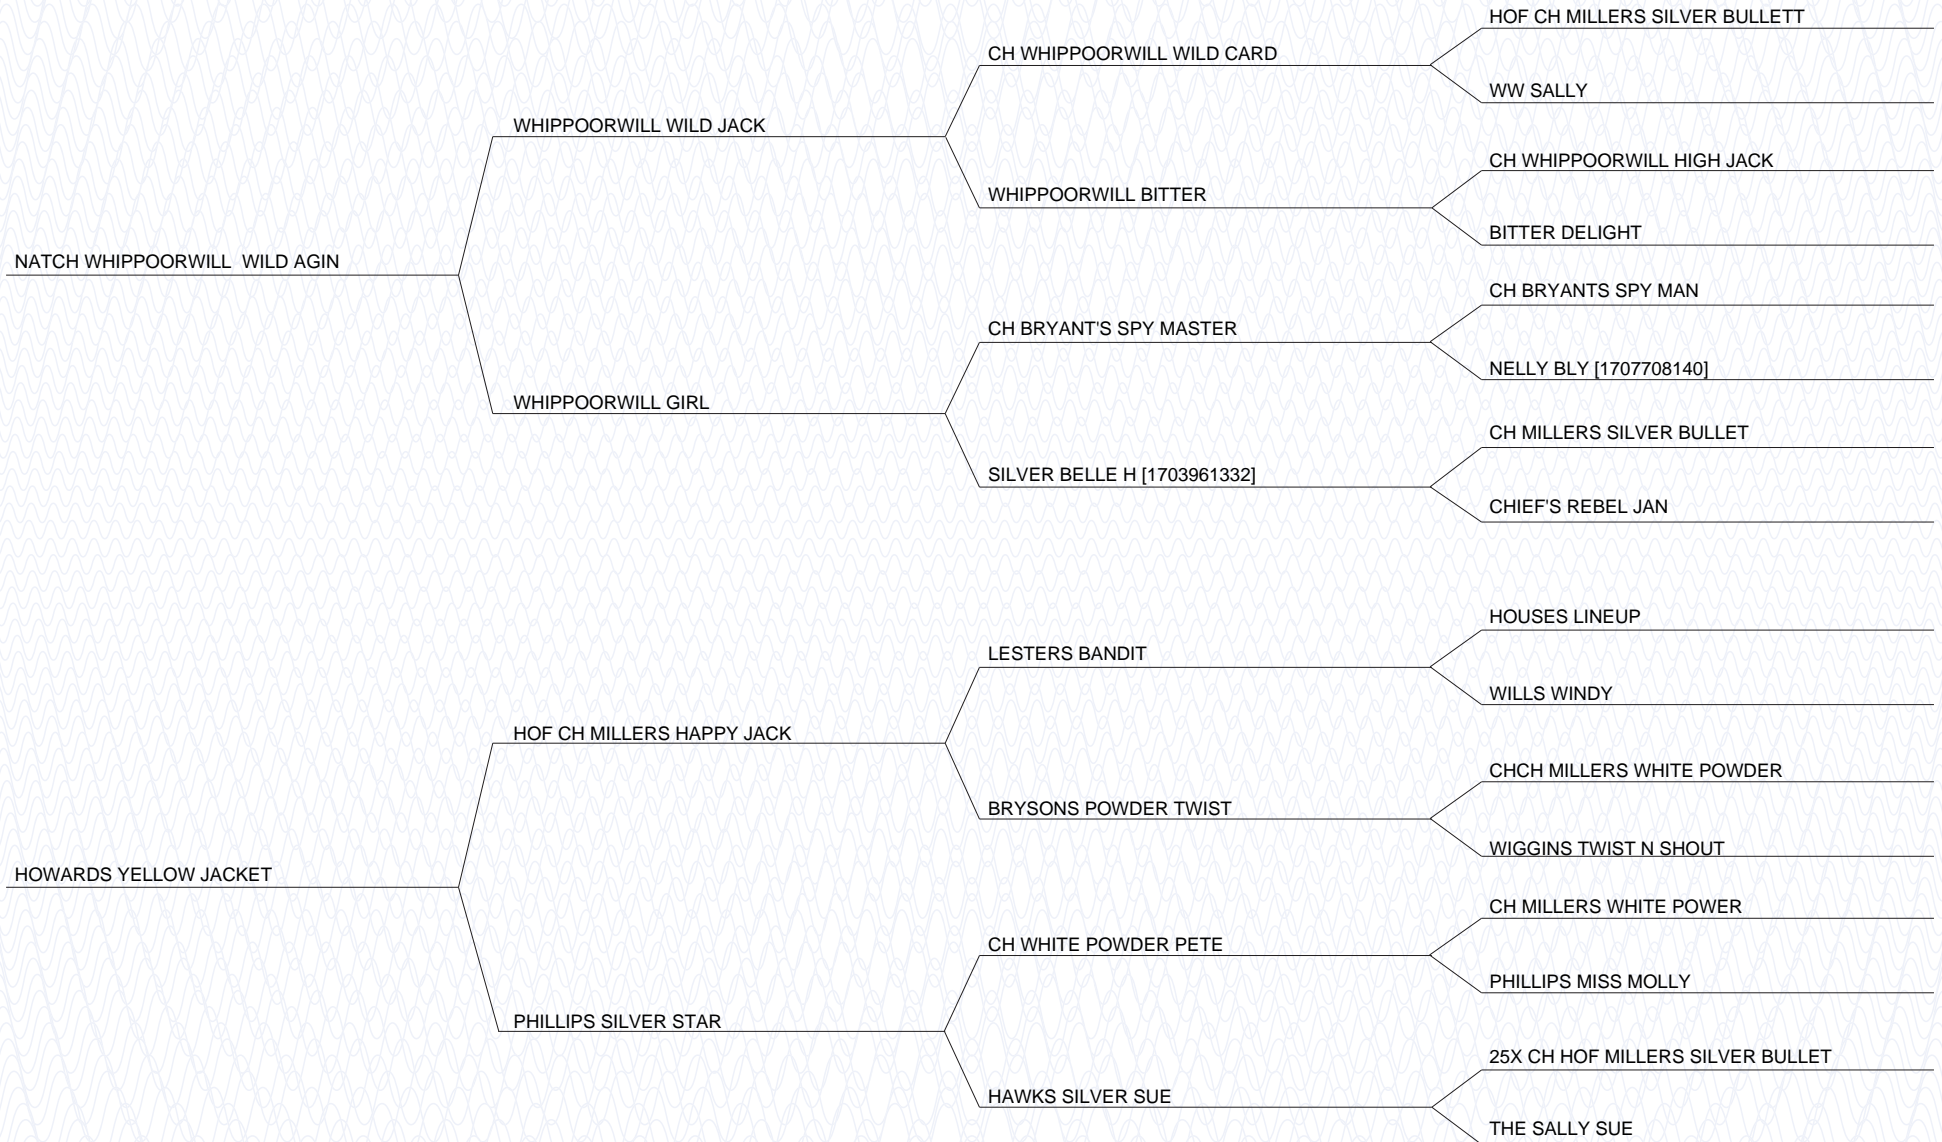 HOF CH MILLERS SILVER BULLETT
CH WHIPPOORWILL WILD CARD
WW SALLY
WHIPPOORWILL WILD JACK
CH WHIPPOORWILL HIGH JACK
WHIPPOORWILL BITTER
BITTER DELIGHT
NATCH WHIPPOORWILL  WILD AGIN
CH BRYANTS SPY MAN
CH BRYANT'S SPY MASTER
NELLY BLY [1707708140]
WHIPPOORWILL GIRL
CH MILLERS SILVER BULLET
SILVER BELLE H [1703961332]
CHIEF'S REBEL JAN
HOUSES LINEUP
LESTERS BANDIT
WILLS WINDY
HOF CH MILLERS HAPPY JACK
CHCH MILLERS WHITE POWDER
BRYSONS POWDER TWIST
WIGGINS TWIST N SHOUT
HOWARDS YELLOW JACKET
CH MILLERS WHITE POWER
CH WHITE POWDER PETE
PHILLIPS MISS MOLLY
PHILLIPS SILVER STAR
25X CH HOF MILLERS SILVER BULLET
HAWKS SILVER SUE
THE SALLY SUE